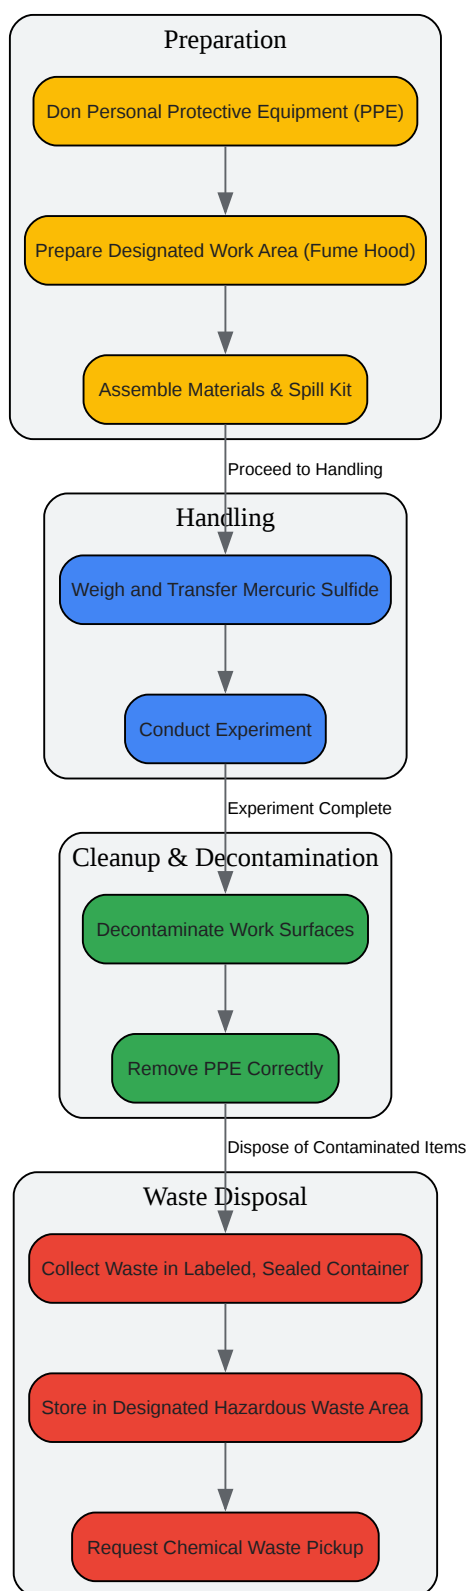 Preparation
Don Personal Protective Equipment (PPE)
Prepare Designated Work Area (Fume Hood)
Assemble Materials & Spill Kit
Proceed to Handling
Handling
Weigh and Transfer Mercuric Sulfide
Conduct Experiment
Experiment Complete
Cleanup & Decontamination
Decontaminate Work Surfaces
Remove PPE Correctly
Dispose of Contaminated Items
Waste Disposal
Collect Waste in Labeled, Sealed Container
Store in Designated Hazardous Waste Area
Request Chemical Waste Pickup